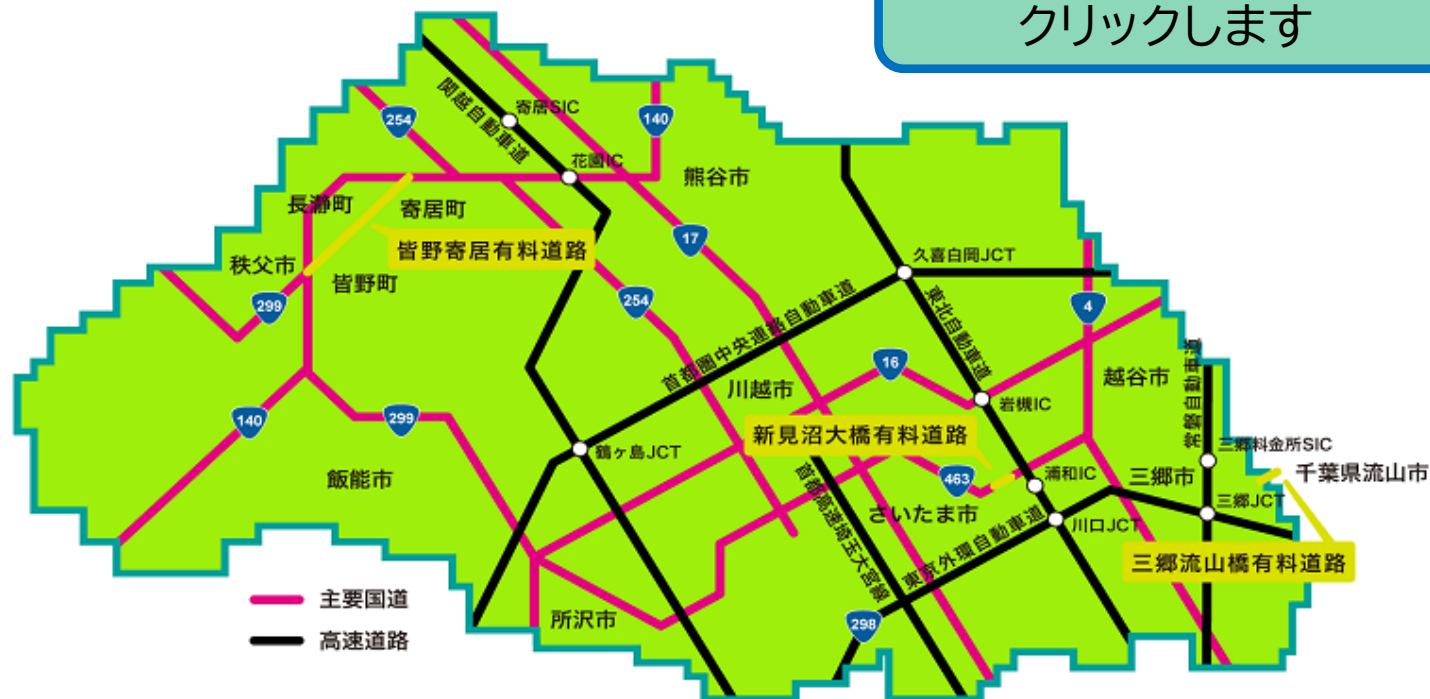 クリックします
関越自動車道
寄居SIC
254
140
花園IC
熊谷市
長瀞町
寄居町
17
皆野寄居有料道路
秩父市
皆野町
久喜白岡JCT
299
254
4
首都圏中央連絡自動車道
東北自動車道
16
川越市
越谷市
常磐自動車道
岩槻IC
140
299
新見沼大橋有料道路
鶴ヶ島JCT
三郷料金所SIC
飯能市
463
浦和IC
三郷市
千葉県流山市
首都高速埼玉大宮線
さいたま市
三郷JCT
川口JCT
東京外環自動車道
三郷流山橋有料道路
主要国道
所沢市
298
高速道路